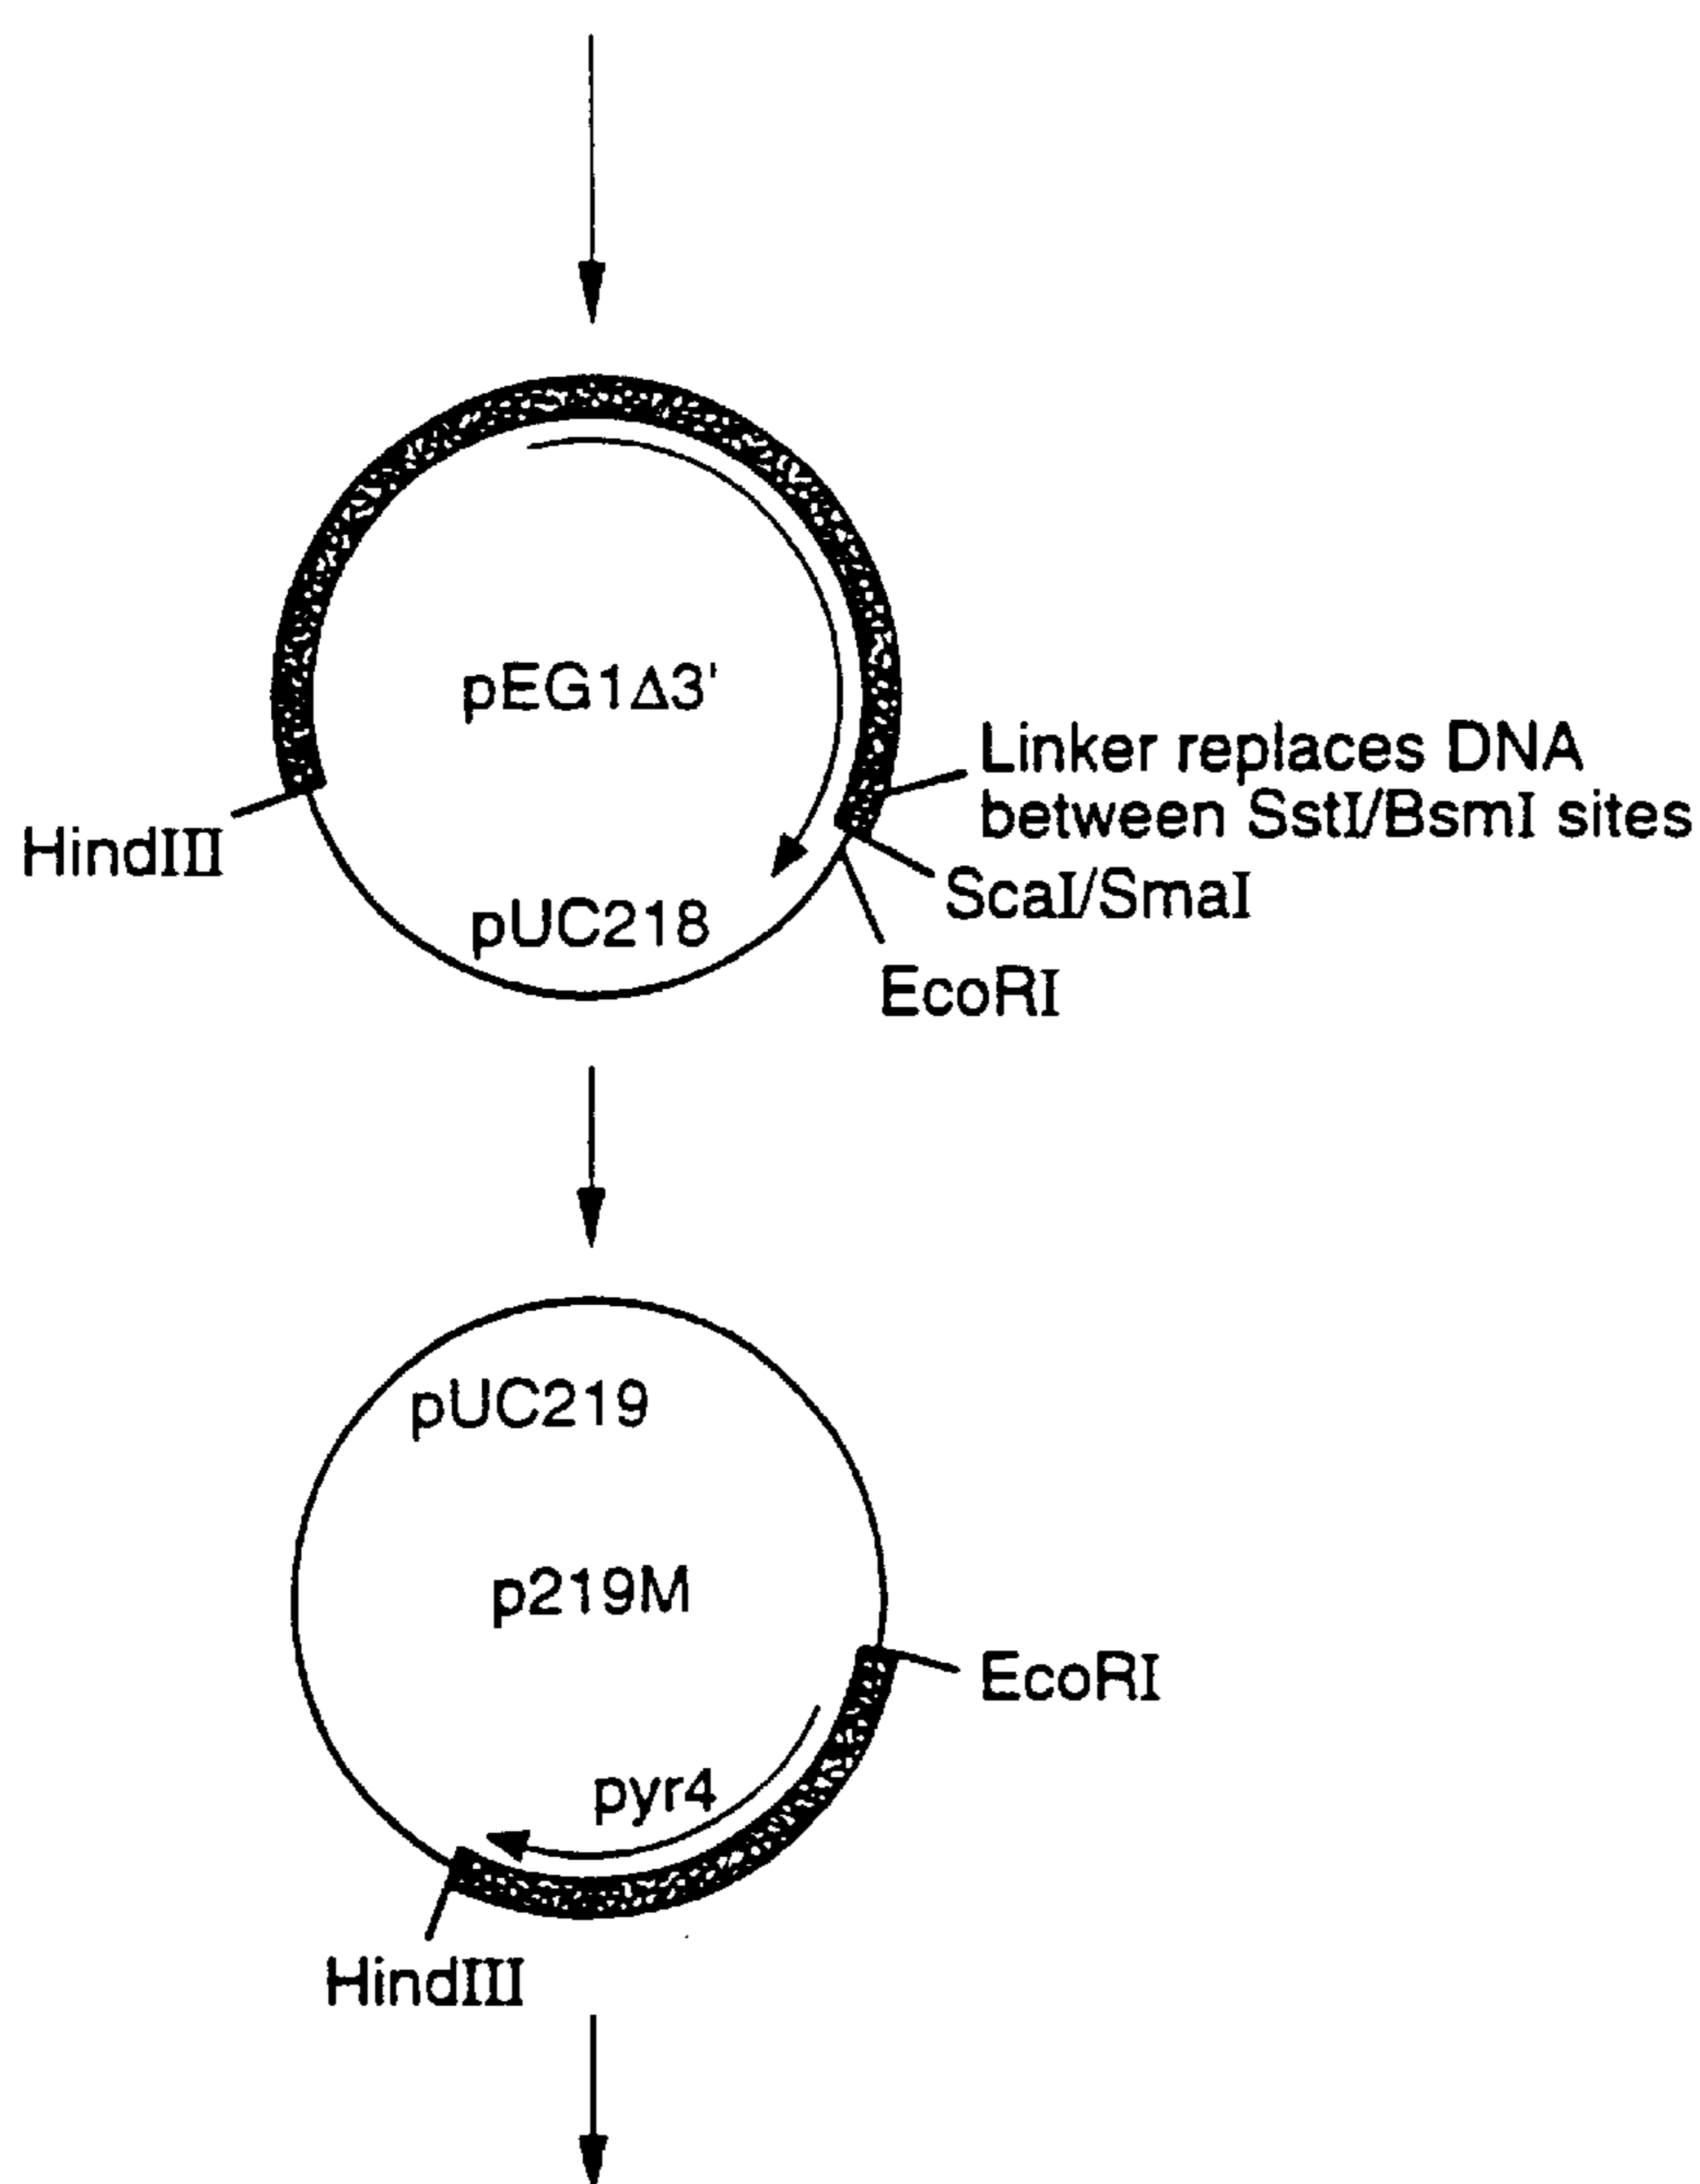 pEG1Δ3'
Linker replaces DNA
between SstI/BsmI sites
HindIII
ScaI/SmaI
pUC218
EcoRI
pUC219
p219M
EcoRI
pyr4
HindIII